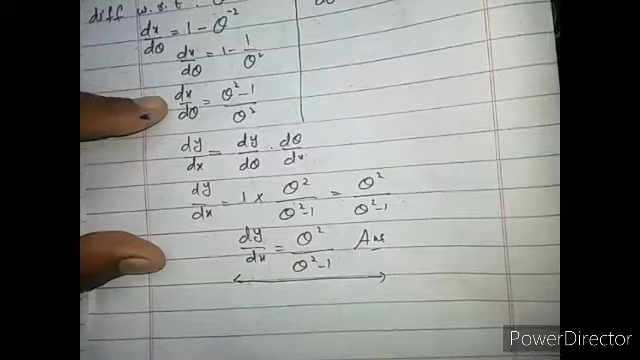 diff w.r.t.
dx/dθ = 1 - θ^-2
dx/dθ = 1 - 1/θ²
dx/dθ = θ²-1/θ²
dy/dx = dy/dθ . dθ/dx
dy/dx = 1 × θ²/θ²-1 = θ²/θ²-1
dy/dx = θ²/θ²-1 Ans
PowerDirector